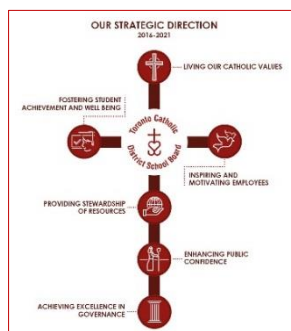 OUR STRATEGIC DIRECTION
2016-2021
LIVING OUR CATHOLIC VALUES
FOSTERING STUDENT
ACHIEVEMENT AND WELL BEING
Toronto Catholic
District School Board
INSPIRING AND
MOTIVATING EMPLOYEES
PROVIDING STEWARDSHIP
OF RESOURCES
ENHANCING PUBLIC
CONFIDENCE
ACHIEVING EXCELLENCE IN
GOVERNANCE